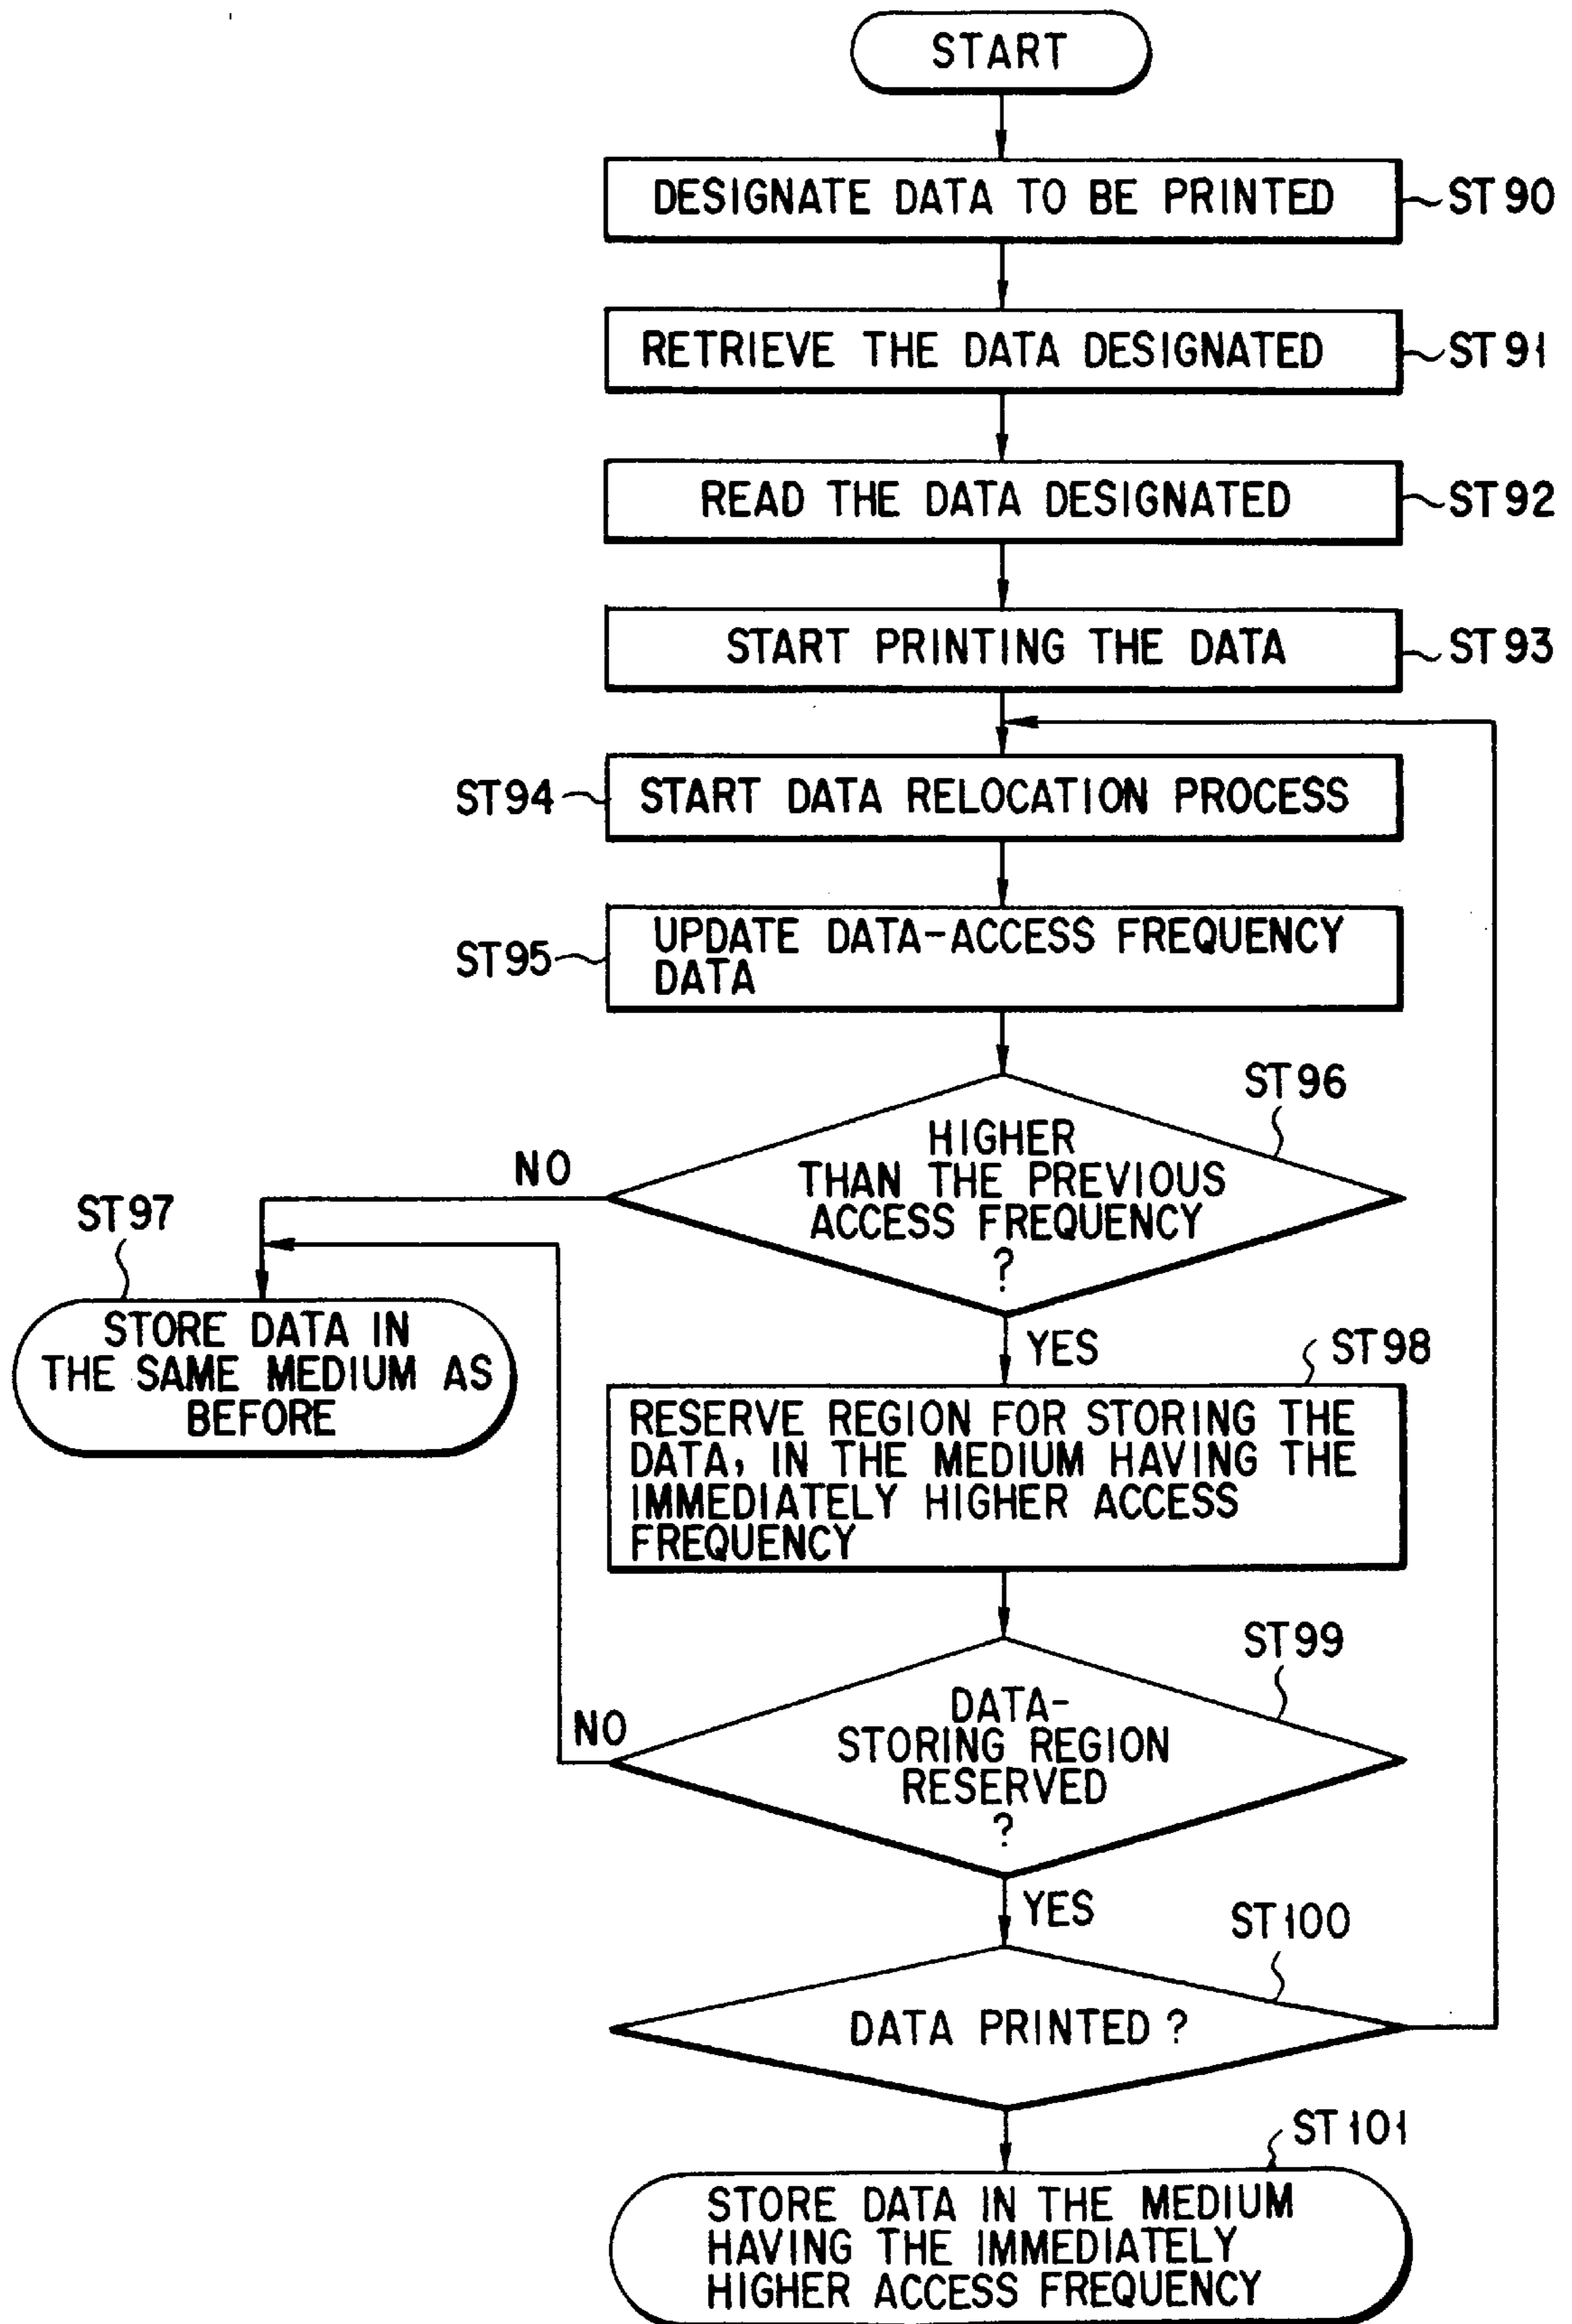 START
DESIGNATE DATA TO BE PRINTED
ST90
RETRIEVE THE DATA DESIGNATED
ST91
READ THE DATA DESIGNATED
ST92
START PRINTING THE DATA
ST93
ST94
START DATA RELOCATION PROCESS
ST95
UPDATE DATA-ACCESS FREQUENCY
DATA
ST96
HIGHER
THAN THE PREVIOUS
ACCESS FREQUENCY
?
NO
ST97
STORE DATA IN
THE SAME MEDIUM AS
BEFORE
YES
ST98
RESERVE REGION FOR STORING THE
DATA, IN THE MEDIUM HAVING THE
IMMEDIATELY HIGHER ACCESS
FREQUENCY
ST99
DATA-
STORING REGION
RESERVED
?
NO
YES
ST100
DATA PRINTED ?
ST101
STORE DATA IN THE MEDIUM
HAVING THE IMMEDIATELY
HIGHER ACCESS FREQUENCY